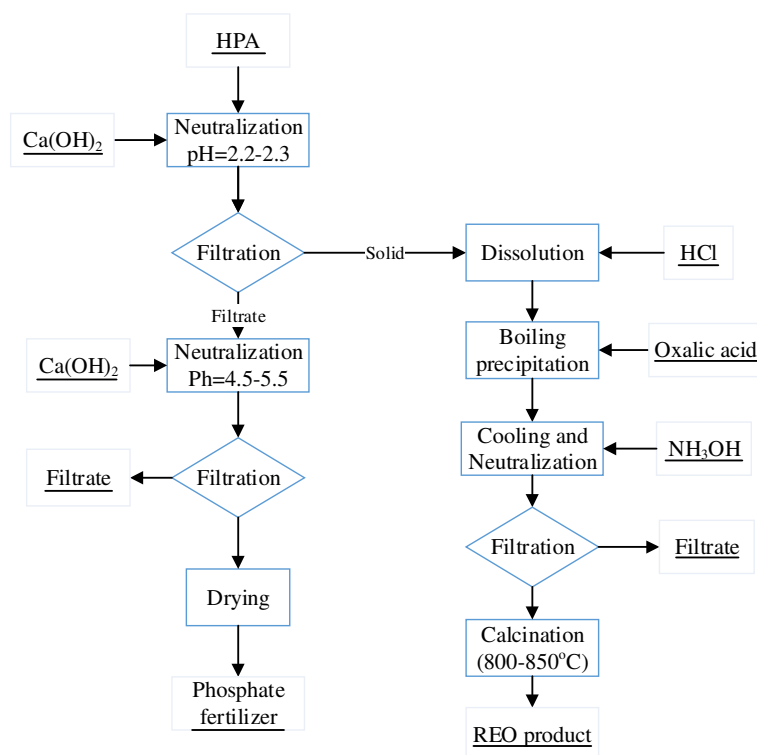 HPA
Ca(OH)₂
Neutralization
pH=2.2-2.3
Filtration
Solid
Dissolution
HCl
Filtrate
Boiling
precipitation
Oxalic acid
Ca(OH)₂
Neutralization
Ph=4.5-5.5
Cooling and
Neutralization
NH₃OH
Filtrate
Filtration
Filtration
Filtrate
Drying
Calcination
(800-850°C)
Phosphate
fertilizer
REO product